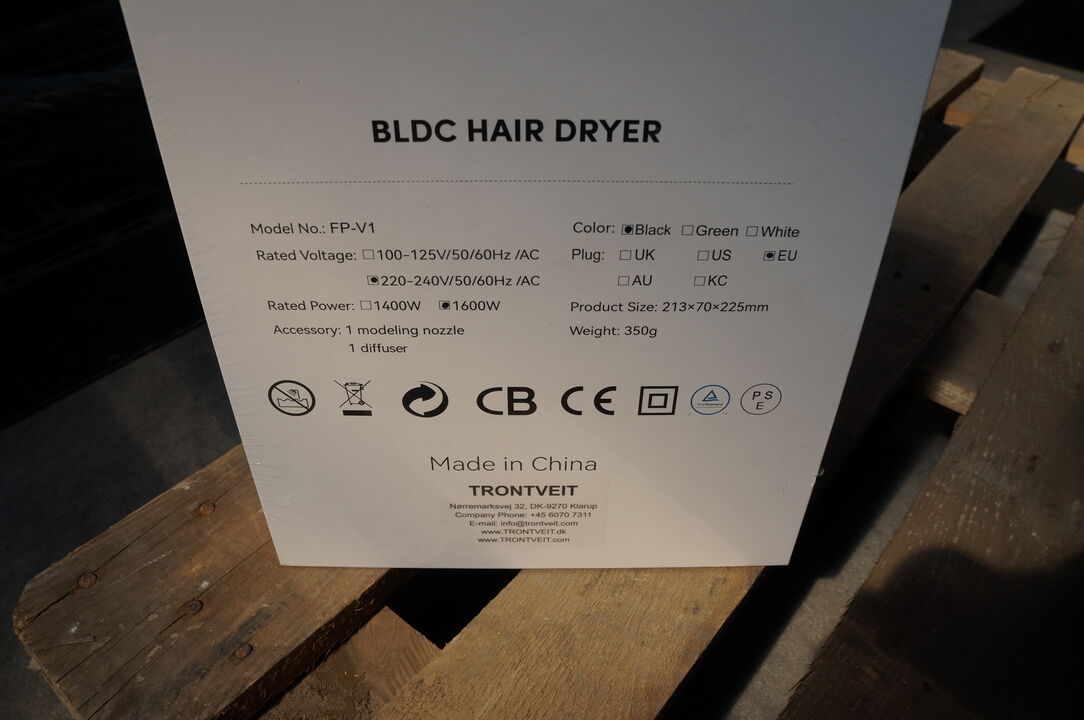 BLDC HAIR DRYER
Model No.: FP-V1
Rated Voltage: ☐100-125V/50/60Hz /AC
▣220-240V/50/60Hz /AC
Rated Power: ☐1400W ▣1600W
Accessory: 1 modeling nozzle
1 diffuser
Color: ▣Black ☐Green ☐White
Plug: ☐UK ☐US ▣EU
☐AU ☐KC
Product Size: 213×70×225mm
Weight: 350g
CB CE
PS
E
Made in China
TRONTVEIT
Nørremarksvej 32, DK-9270 Klarup
Company Phone: +45 6070 7311
E-mail: info@trontveit.com
www.TRONTVEIT.dk
www.TRONTVEIT.com